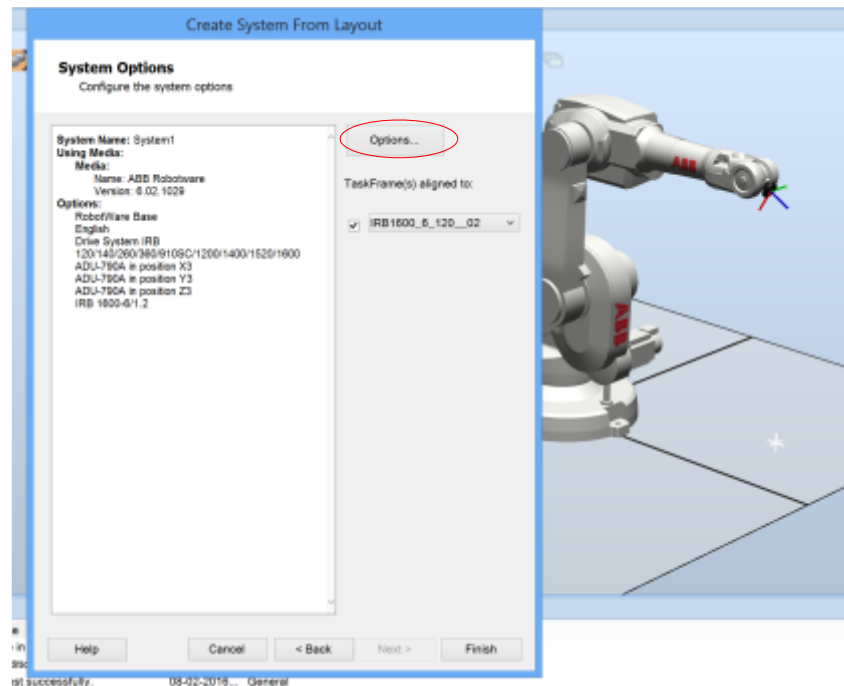 Create System From Layout
System Options
Configure the system options
System Name: System1
Using Media:
Media:
Name: ABB Robotware
Version: 6.02.1029
Options:
RobotWare Base
English
Drive System IRB
120/140/260/360/910SC/1200/1400/1520/1600
ADU-790A in position X3
ADU-790A in position Y3
ADU-790A in position Z3
IRB 1600-6/1.2
Options...
TaskFrame(s) aligned to:
IRB1600_6_120__02
ABB
ABB
Help
Cancel
< Back
Next >
Finish
successfully.
08-02-2016... General